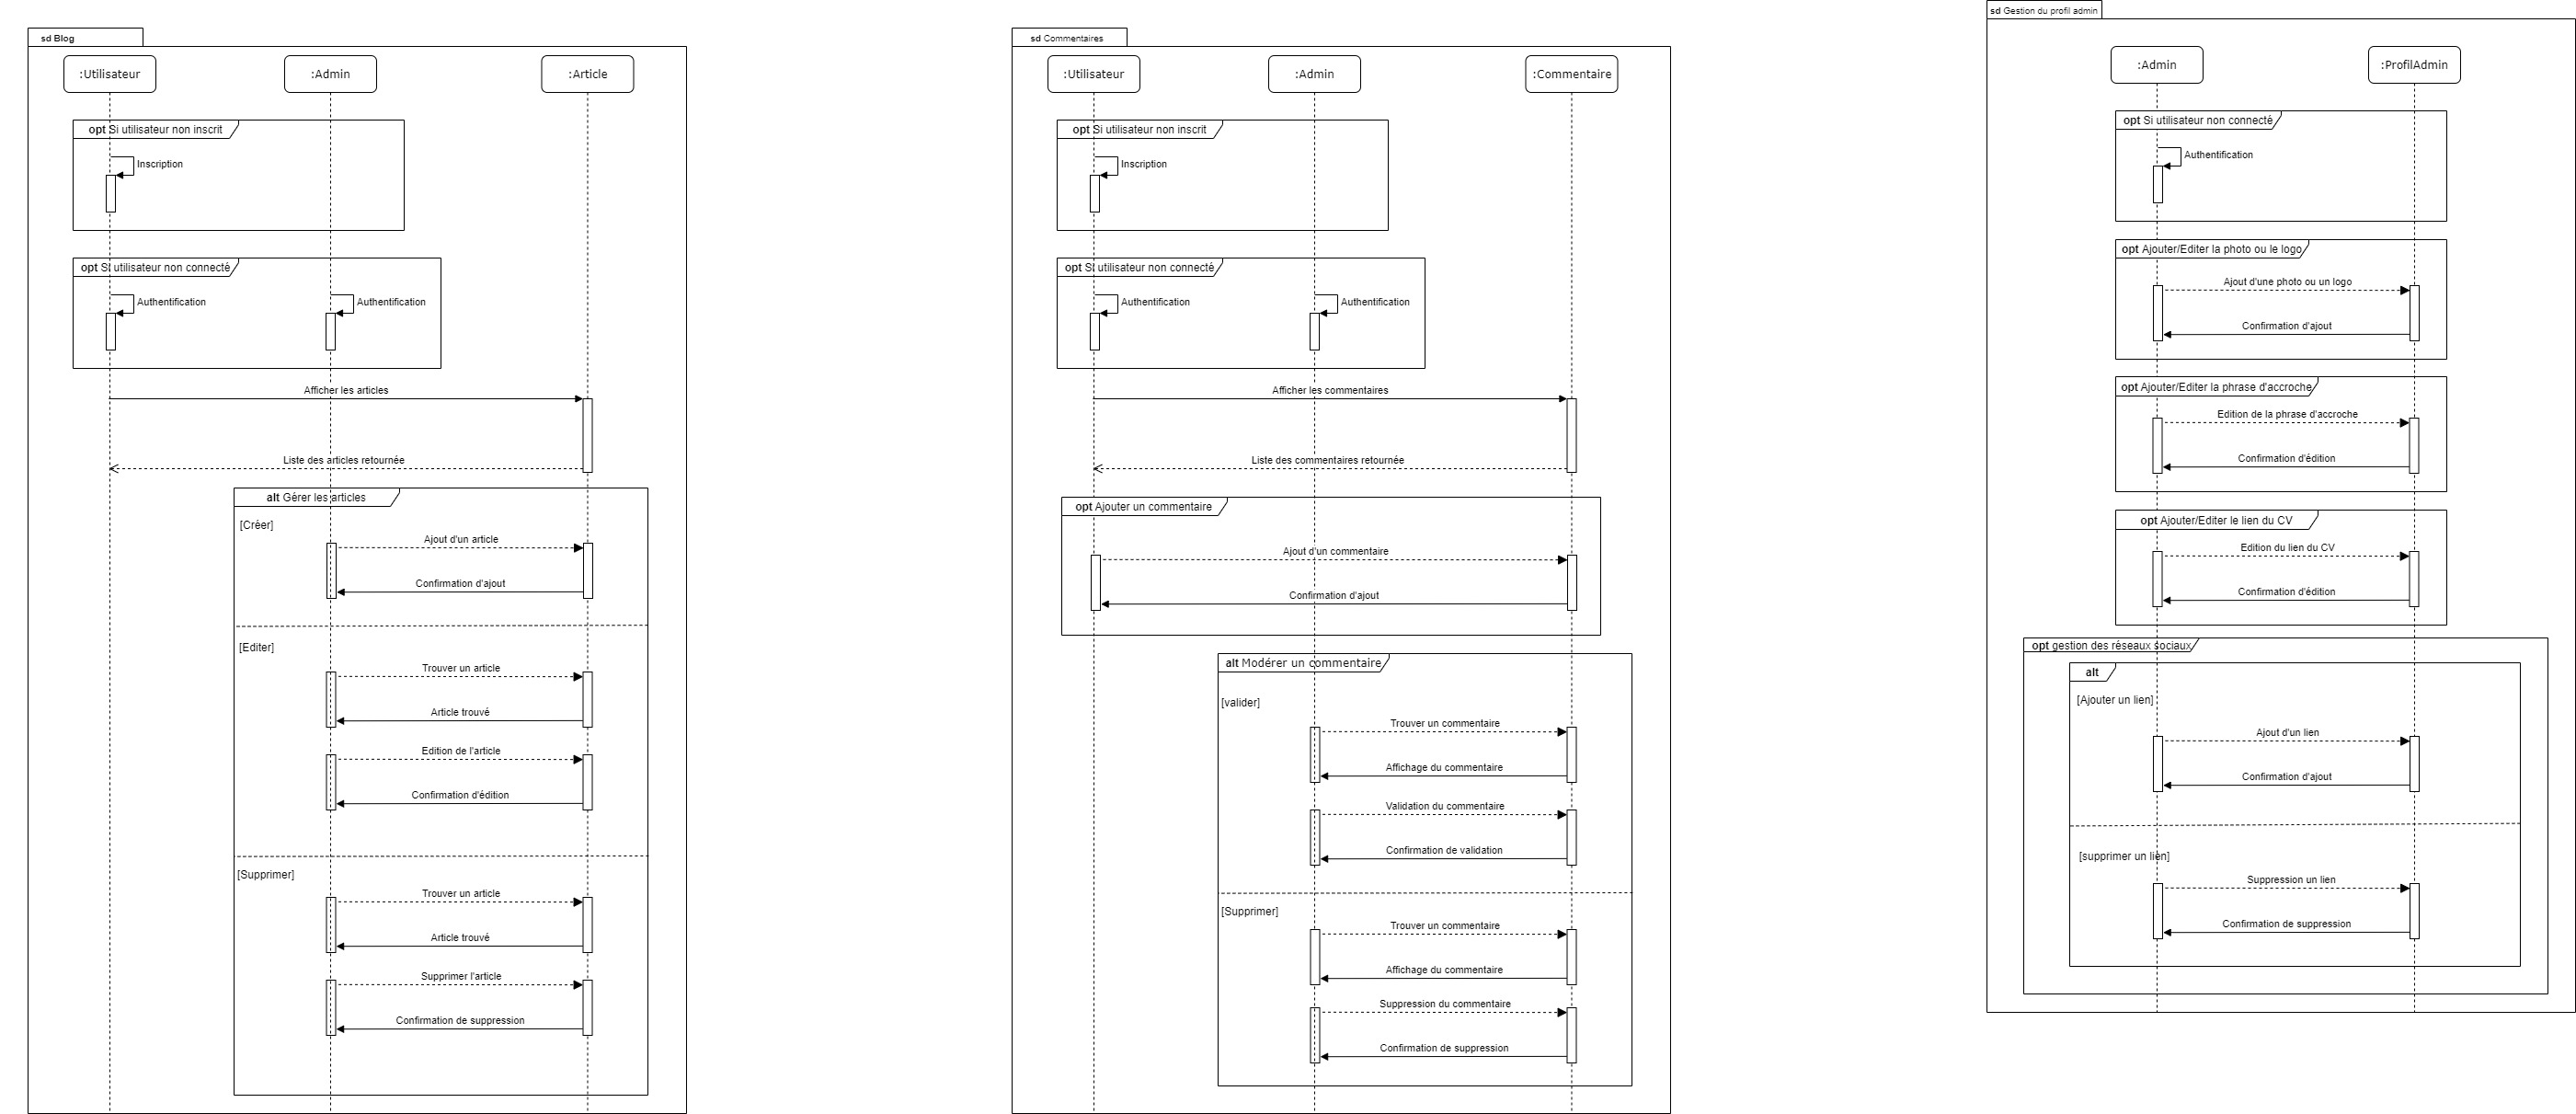 sd Blog
:Utilisateur
:Admin
:Article
opt Si utilisateur non inscrit
Inscription
opt Si utilisateur non connecté
Authentification
Authentification
Afficher les articles
Liste des articles retournée
alt Gérer les articles
[Créer]
Ajout d'un article
Confirmation d'ajout
[Editer]
Trouver un article
Article trouvé
Edition de l'article
Confirmation d'édition
[Supprimer]
Trouver un article
Article trouvé
Supprimer l'article
Confirmation de suppression
sd Commentaires
:Utilisateur
:Admin
:Commentaire
opt Si utilisateur non inscrit
Inscription
opt Si utilisateur non connecté
Authentification
Authentification
Afficher les commentaires
Liste des commentaires retournée
opt Ajouter un commentaire
Ajout d'un commentaire
Confirmation d'ajout
alt Modérer un commentaire
[valider]
Trouver un commentaire
Affichage du commentaire
Validation du commentaire
Confirmation de validation
[Supprimer]
Trouver un commentaire
Affichage du commentaire
Suppression du commentaire
Confirmation de suppression
sd Gestion du profil admin
:Admin
:ProfilAdmin
opt Si utilisateur non connecté
Authentification
opt Ajouter/Editer la photo ou le logo
Ajout d'une photo ou un logo
Confirmation d'ajout
opt Ajouter/Editer la phrase d'accroche
Edition de la phrase d'accroche
Confirmation d'édition
opt Ajouter/Editer le lien du CV
Edition du lien du CV
Confirmation d'édition
opt gestion des réseaux sociaux
alt
[Ajouter un lien]
Ajout d'un lien
Confirmation d'ajout
[supprimer un lien]
Suppression un lien
Confirmation de suppression